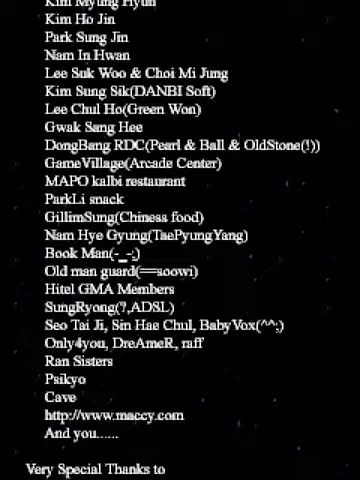 Kim Myung Hyun
Kim Ho Jin
Park Sung Jin
Nam In Hwan
Lee Suk Woo & Choi Mi Jung
Kim Sung Sik(DANBI Soft)
Lee Chul Ho(Green Won)
Gwak Sang Hee
DongBang RDC(Pearl & Ball & OldStone(!))
GameVillage(Arcade Center)
MAPO kalbi restaurant
ParkLi snack
GillimSung(Chiness food)
Nam Hye Gyung(TaePyungYang)
Book Man(-_-;)
Old man guard(==soowi)
Hitel GMA Members
SungRyong(?,ADSL)
Seo Tai Ji, Sin Hae Chul, BabyVox(^^;)
Only4you, DreAmeR, raff
Ran Sisters
Psikyo
Cave
http://www.maccy.com
And you......
Very Special Thanks to